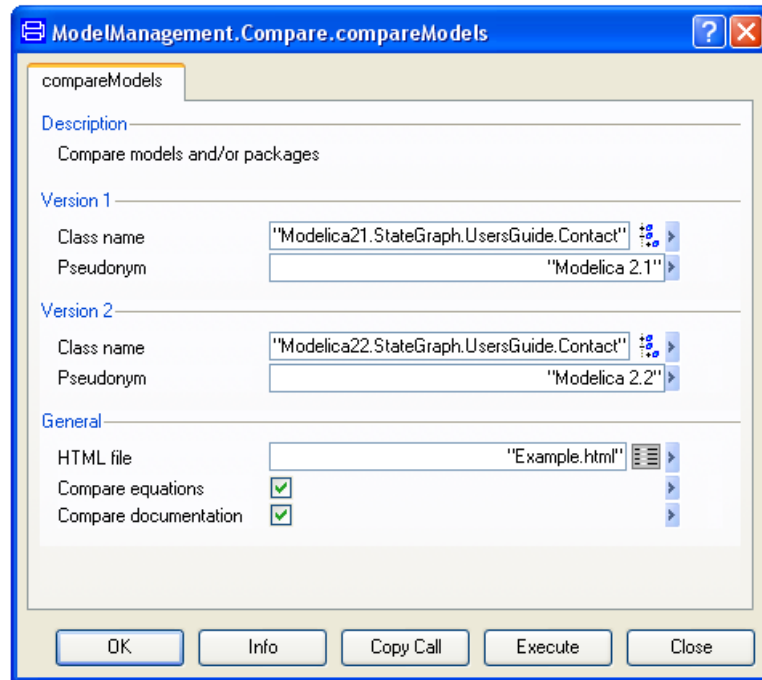 ModelManagement.Compare.compareModels
compareModels
Description
Compare models and/or packages
Version 1
Class name "Modelica21.StateGraph.UsersGuide.Contact"
Pseudonym "Modelica 2.1"
Version 2
Class name "Modelica22.StateGraph.UsersGuide.Contact"
Pseudonym "Modelica 2.2"
General
HTML file "Example.html"
Compare equations
Compare documentation
OK Info Copy Call Execute Close